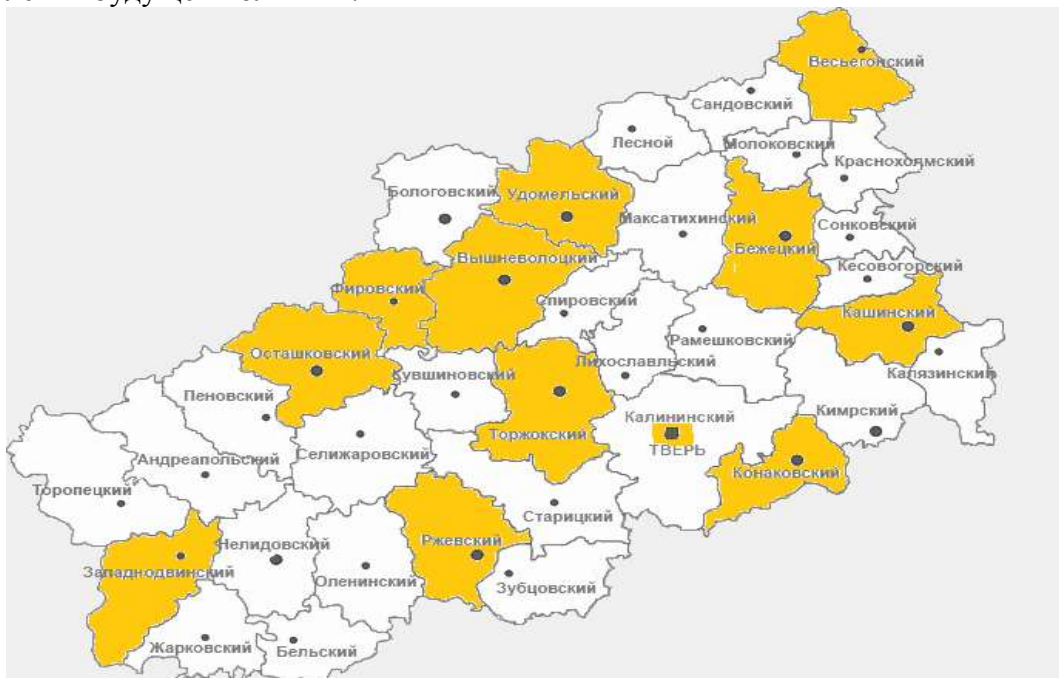 Весьегонский
Сандовский
Лесной
Молоковский
Краснохолмский
Бологовский
Удомельский
Максатихинский
Сонковский
Бежецкий
Вышневолоцкий
Кесовогорский
Фировский
Спировский
Кашинский
Рамешковский
Осташковский
Лихославльский
Кувшиновский
Калязинский
Пеновский
Калининский
Кимрский
Торжокский
ТВЕРЬ
Андреапольский
Селижаровский
Конаковский
Торопецкий
Старицкий
Ржевский
Нелидовский
Западнодвинский
Оленинский
Зубцовский
Жарковский
Бельский